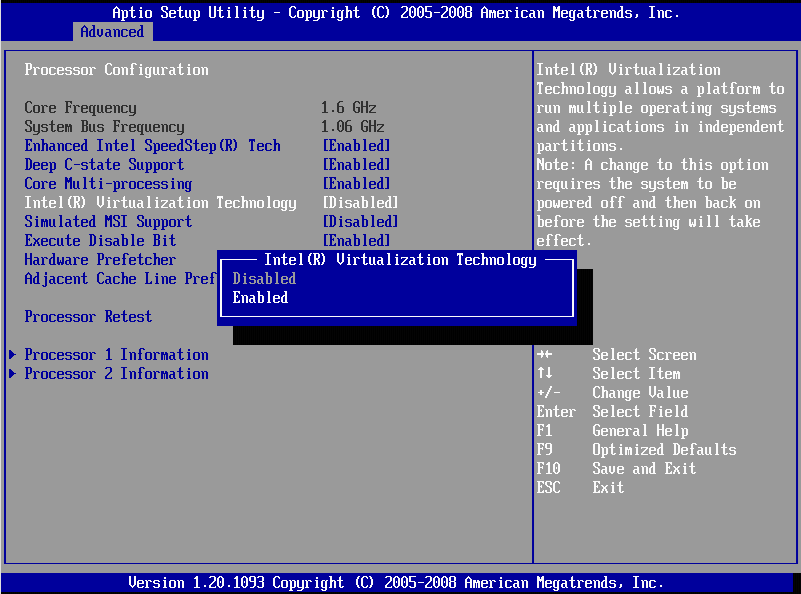 Aptio Setup Utility - Copyright (C) 2005-2008 American Megatrends, Inc.
Advanced
Processor Configuration
Core Frequency 1.6 GHz
System Bus Frequency 1.06 GHz
Enhanced Intel SpeedStep(R) Tech [Enabled]
Deep C-state Support [Enabled]
Core Multi-processing [Enabled]
Intel(R) Virtualization Technology [Disabled]
Simulated MSI Support [Disabled]
Execute Disable Bit [Enabled]
Hardware Prefetcher
Adjacent Cache Line Pref
Processor Retest
Processor 1 Information
Processor 2 Information
Intel(R) Virtualization Technology
Disabled
Enabled
Intel(R) Virtualization
Technology allows a platform to
run multiple operating systems
and applications in independent
partitions.
Note: A change to this option
requires the system to be
powered off and then back on
before the setting will take
effect.
→← Select Screen
↑↓ Select Item
+/- Change Value
Enter Select Field
F1 General Help
F9 Optimized Defaults
F10 Save and Exit
ESC Exit
Version 1.20.1093 Copyright (C) 2005-2008 American Megatrends, Inc.